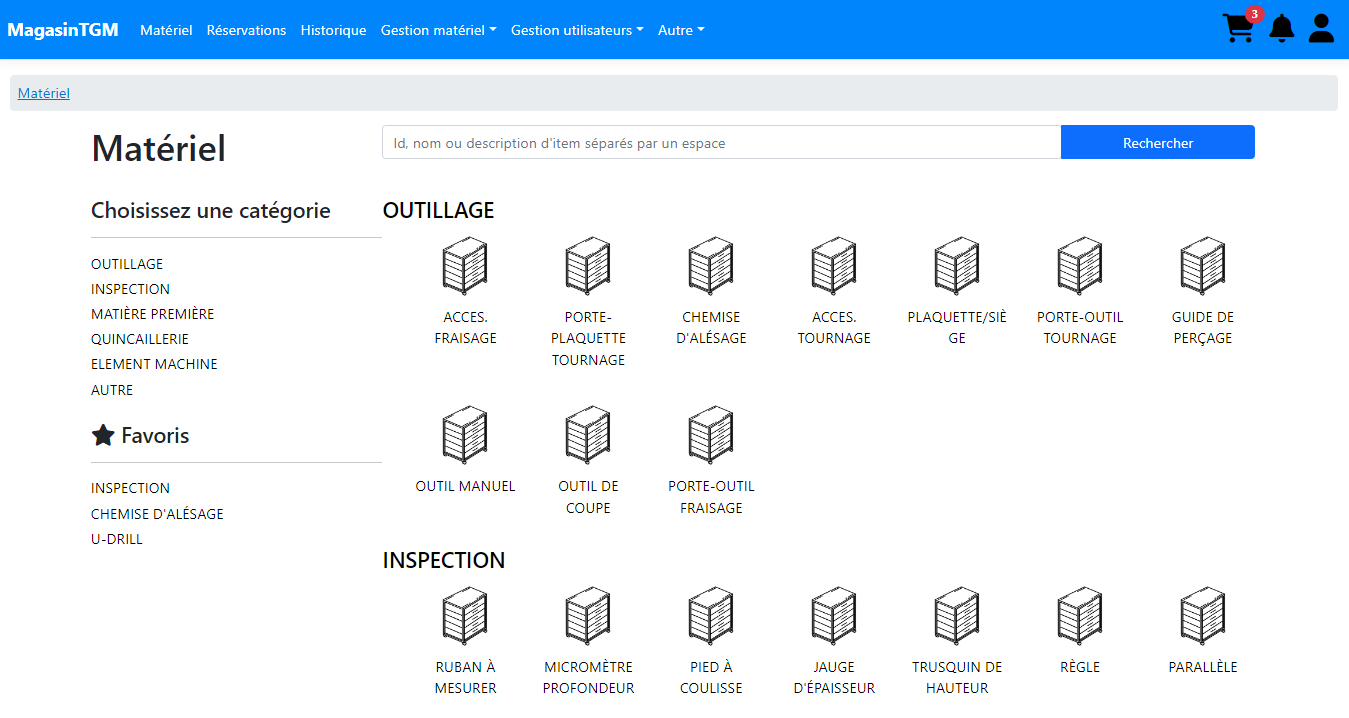 MagasinTGM Matériel Réservations Historique Gestion matériel Gestion utilisateurs Autre 3
Matériel
Matériel
Id, nom ou description d'item séparés par un espace Rechercher
Choisissez une catégorie
OUTILLAGE
INSPECTION
MATIÈRE PREMIÈRE
QUINCAILLERIE
ELEMENT MACHINE
AUTRE
Favoris
INSPECTION
CHEMISE D'ALÉSAGE
U-DRILL
OUTILLAGE
ACCES.
FRAISAGE
PORTE-
PLAQUETTE
TOURNAGE
CHEMISE
D'ALÉSAGE
ACCES.
TOURNAGE
PLAQUETTE/SIÈ
GE
PORTE-OUTIL
TOURNAGE
GUIDE DE
PERÇAGE
OUTIL MANUEL
OUTIL DE
COUPE
PORTE-OUTIL
FRAISAGE
INSPECTION
RUBAN À
MESURER
MICROMÈTRE
PROFONDEUR
PIED À
COULISSE
JAUGE
D'ÉPAISSEUR
TRUSQUIN DE
HAUTEUR
RÈGLE
PARALLÈLE